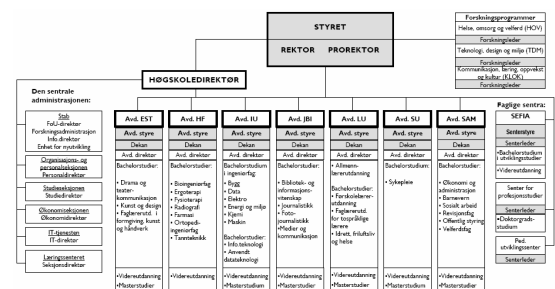 STYRET
REKTOR PROREKTOR
HØGSKOLEDIREKTØR
Forskningsprogrammer
Helse, omsorg og velferd (HOV)
Forskningsleder
Teknologi, design og miljø (TDM)
Forskningsleder
Kommunikasjon, læring, oppvekst
og kultur (KLOK)
Forskningsleder
Den sentrale
administrasjonen:
Stab
FoU-direktør
Forskningsadministrasjon
Info.direktør
Enhet for nyutvikling
Organisasjons- og
personalseksjonen
Personaldirektør
Studieseksjonen
Studiedirektør
Økonomiseksjonen
Økonomidirektør
IT-tjenesten
IT-direktør
Læringssenteret
Seksjonsdirektør
Avd. EST
Avd. styre
Dekan
Avd. direktør
Bachelorstudier:
• Drama og
teater-
kommunikasjon
• Kunst og design
• Faglærerutd. i
formgiving, kunst
og håndverk
•Videreutdanning
•Masterstudier
Avd. HF
Avd. styre
Dekan
Avd. direktør
Bachelorstudier:
• Bioingeniørfag
• Ergoterapi
• Fysioterapi
• Radiografi
• Farmasi
• Ortopedi-
ingeniørfag
• Tannteknikk
•Videreutdanning
•Masterstudier
Avd. IU
Avd. styre
Dekan
Avd. direktør
Bachelorstudium
i ingeniørfag:
• Bygg
• Data
• Elektro
• Energi og miljø
• Kjemi
• Maskin
Bachelorstudier:
• Info.teknologi
• Anvendt
datateknologi
•Videreutdanning
•Masterstudium
Avd. JBI
Avd. styre
Dekan
Avd. direktør
Bachelorstudier:
• Bibliotek- og
informasjons-
vitenskap
• Journalistikk
• Foto-
journalistikk
• Medier og
kommunikasjon
•Videreutdanning
•Masterstudier
Avd. LU
Avd. styre
Dekan
Avd. direktør
• Allmenn-
lærerutdanning
Bachelorstudier:
• Førskolelærer-
utdanning
• Faglærerutd.
for tospråklige
lærere
• Idrett, friluftsliv
og helse
•Videreutdanning
•Masterstudier
Avd. SU
Avd. styre
Dekan
Avd. direktør
Bachelorstudium:
• Sykepleie
•Videreutdanning
•Masterstudium
Avd. SAM
Avd. styre
Dekan
Avd. direktør
Bachelorstudier:
• Økonomi og
administrasjon
• Barnevern
• Sosialt arbeid
• Revisjonsfag
• Offentlig styring
• Velferdsfag
•Videreutdanning
•Masterstudier
Faglige sentra:
SEFIA
Senterstyre
Senterleder
•Bachelorstudium
i utviklingsstudier
•Videreutdanning
Senter for
profesjonsstudier
Senterleder
•Doktorgrads-
studium
Ped.
utviklingssenter
Senterleder